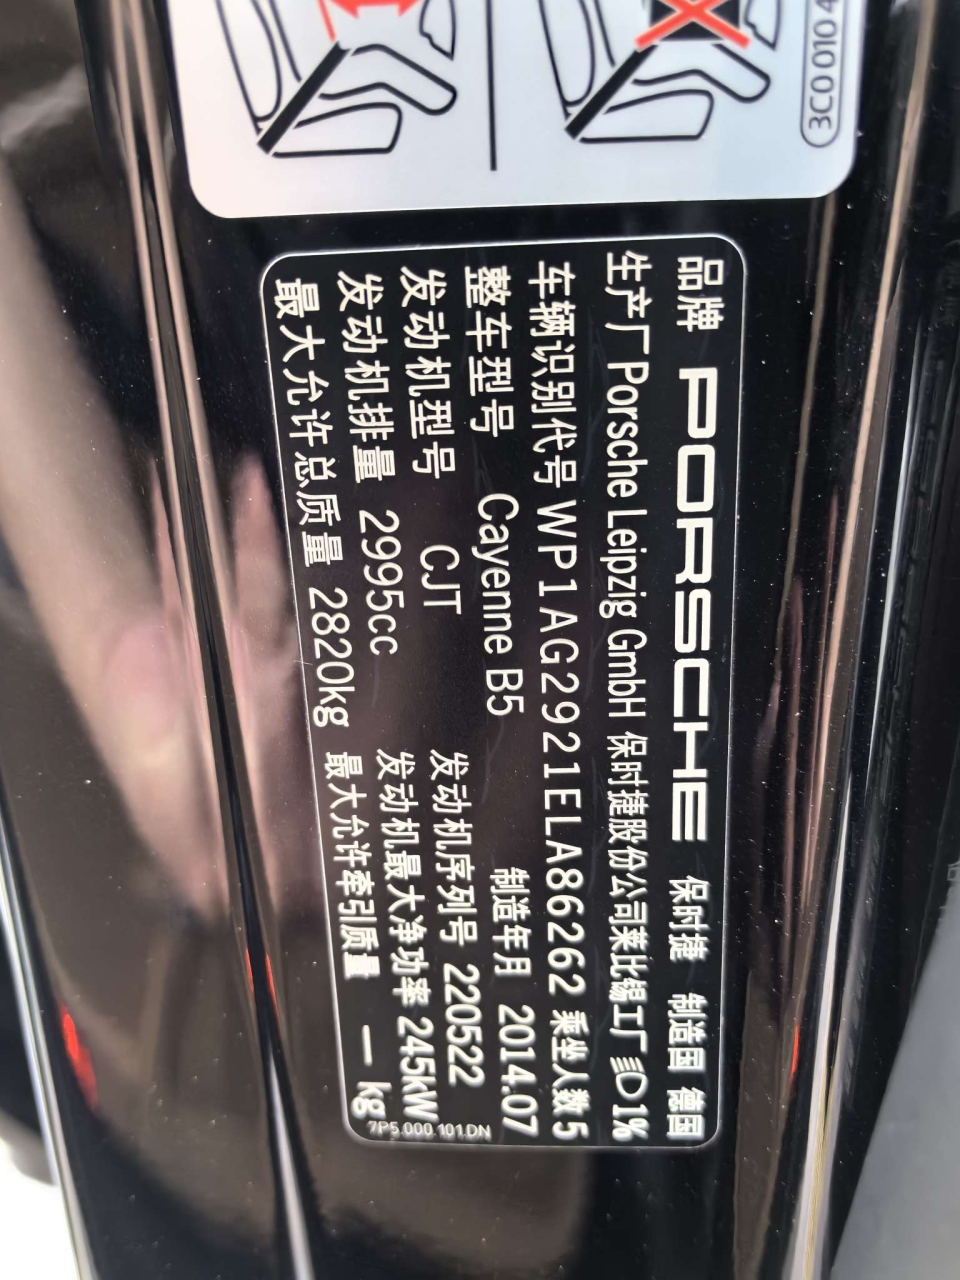 3C0 010 4
品牌 PORSCHE 保时捷 制造国 德国
生产厂 Porsche Leipzig GmbH 保时捷股份公司莱比锡工厂 1%
车辆识别代号 WP1AG2921ELA86262 乘坐人数 5
整车型号 Cayenne B5 制造年月 2014.07
发动机型号 CJT 发动机序列号 220522
发动机排量 2995cc 发动机最大净功率 245kW
最大允许总质量 2820kg 最大允许牵引质量 — kg
7P5.000.101.DN